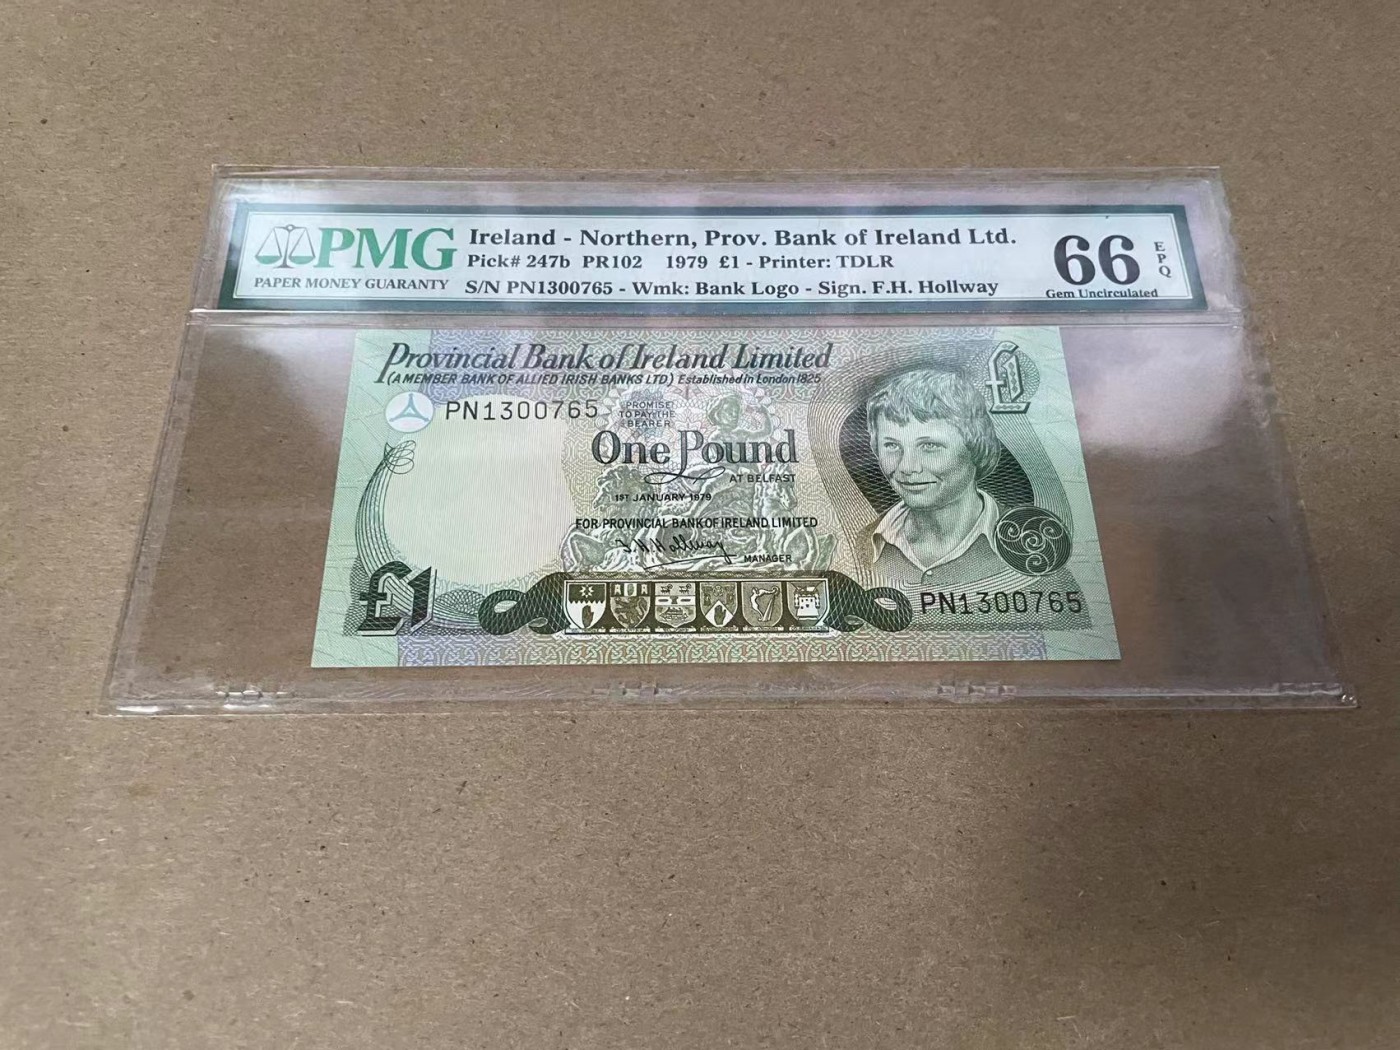 PMG
PAPER MONEY GUARANTY
Ireland - Northern, Prov. Bank of Ireland Ltd.
Pick# 247b PR102 1979 £1 - Printer: TDLR
S/N PN1300765 - Wmk: Bank Logo - Sign. F.H. Hollway
66
EPQ
Gem Uncirculated
Provincial Bank of Ireland Limited
(A MEMBER BANK OF ALLIED IRISH BANKS LTD) Established in London 1825
PN1300765
PROMISE
TO PAY THE
BEARER
£
One Pound
AT BELFAST
1ST JANUARY 1979
FOR PROVINCIAL BANK OF IRELAND LIMITED
MANAGER
£1
PN1300765